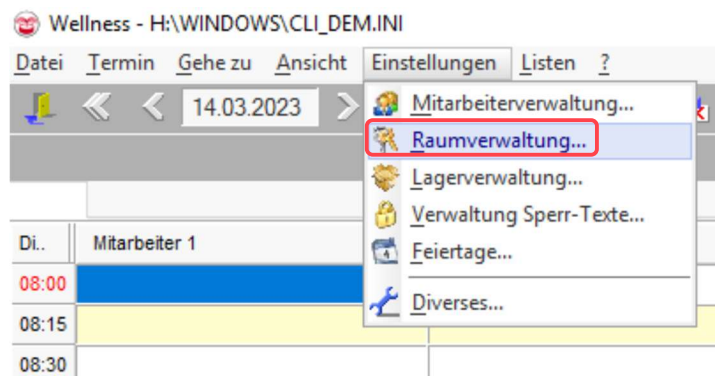 Wellness - H:\WINDOWS\CLI_DEM.INI
Datei Termin Gehe zu Ansicht Einstellungen Listen ?
14.03.2023
Mitarbeiterverwaltung...
Raumverwaltung...
Lagerverwaltung...
Verwaltung Sperr-Texte...
Feiertage...
Diverses...
Di.. Mitarbeiter 1
08:00
08:15
08:30